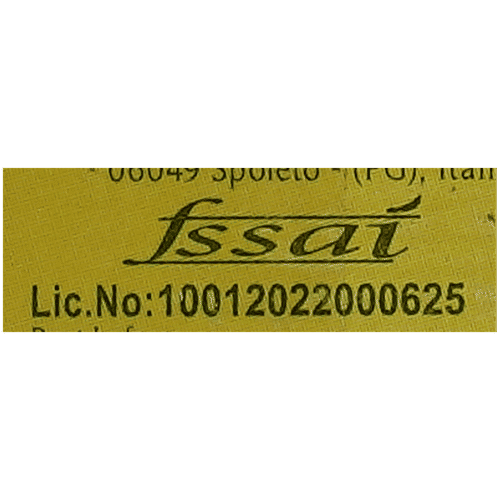 - 06049 Spoleto - (PG), Ital
fssai
Lic.No:10012022000625